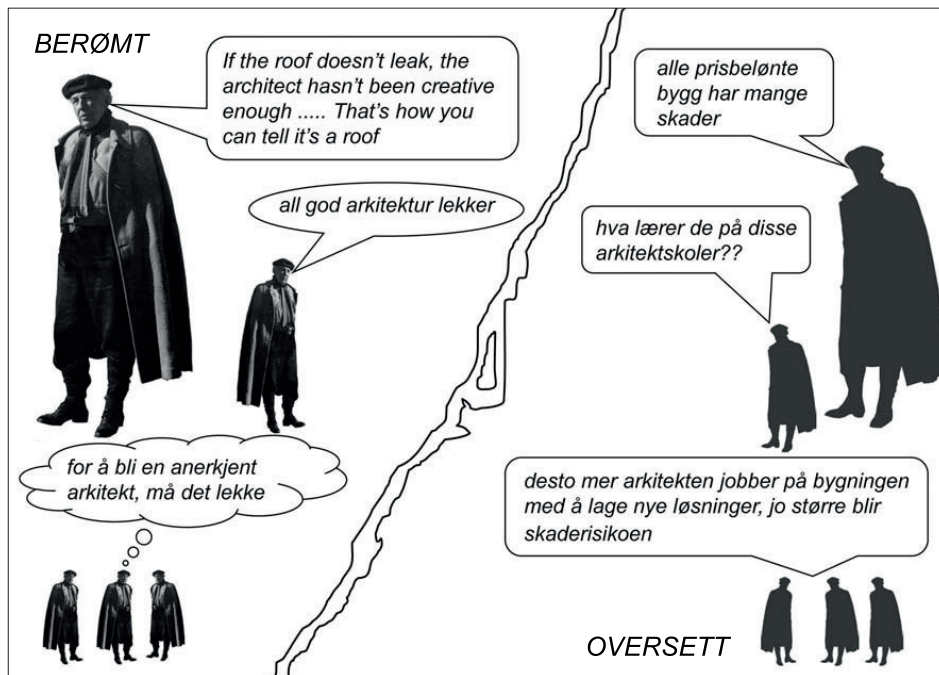 BERØMT
If the roof doesn’t leak, the
architect hasn’t been creative
enough ..... That’s how you
can tell it’s a roof
all god arkitektur lekker
for å bli en anerkjent
arkitekt, må det lekke
alle prisbelønte
bygg har mange
skader
hva lærer de på disse
arkitektskoler??
desto mer arkitekten jobber på bygningen
med å lage nye løsninger, jo større blir
skaderisikoen
OVERSETT